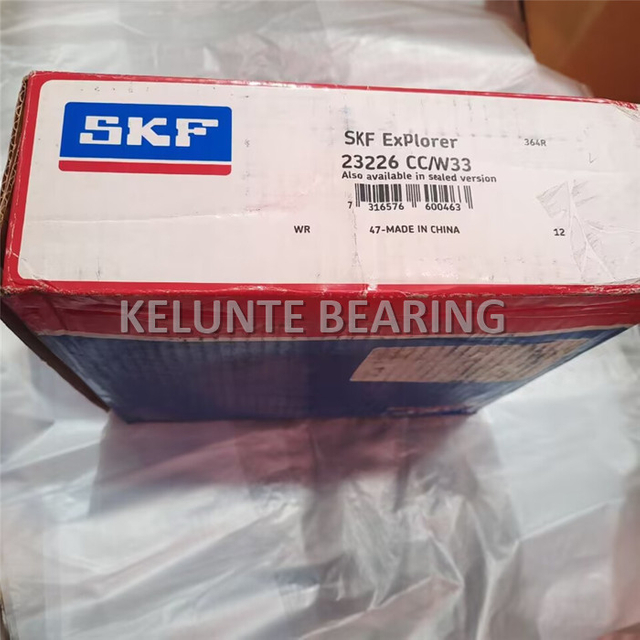 SKF
SKF Explorer
364R
23226 CC/W33
Also available in sealed version
7 316576 600463
WR
47-MADE IN CHINA
12
KELUNTE BEARING